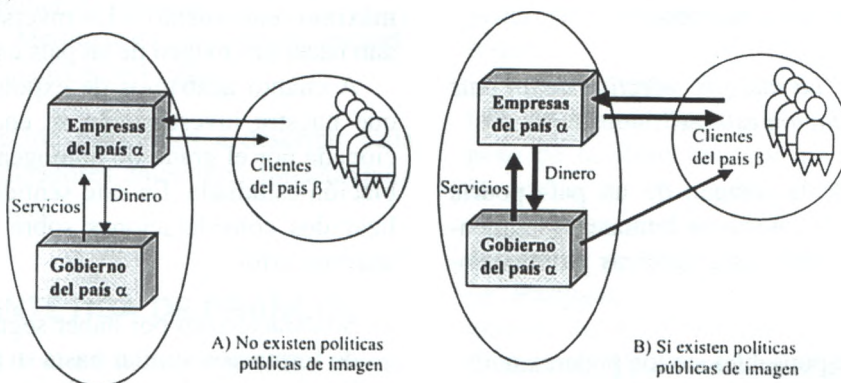 Empresas
del país α
Clientes
del país β
Servicios
Dinero
Gobierno
del país α
A) No existen políticas
públicas de imagen
Empresas
del país α
Clientes
del país β
Servicios
Dinero
Gobierno
del país α
B) Sí existen políticas
públicas de imagen